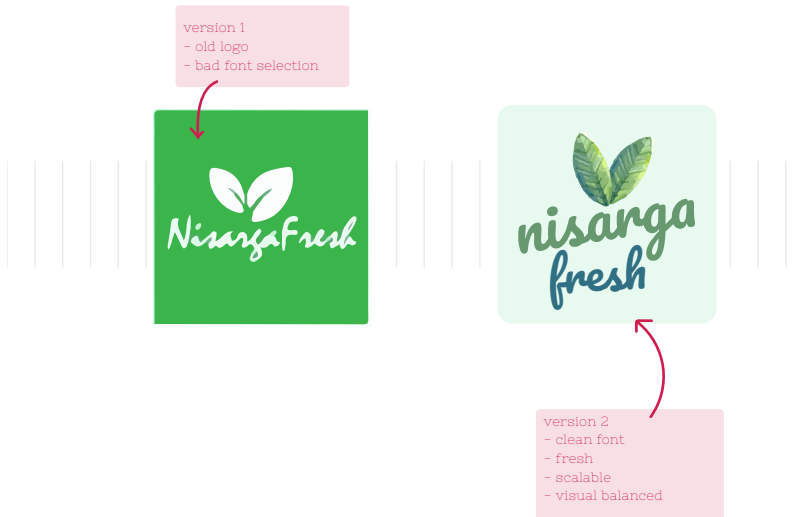 version 1
- old logo
- bad font selection
NisargaFresh
nisarga
fresh
version 2
- clean font
- fresh
- scalable
- visual balanced